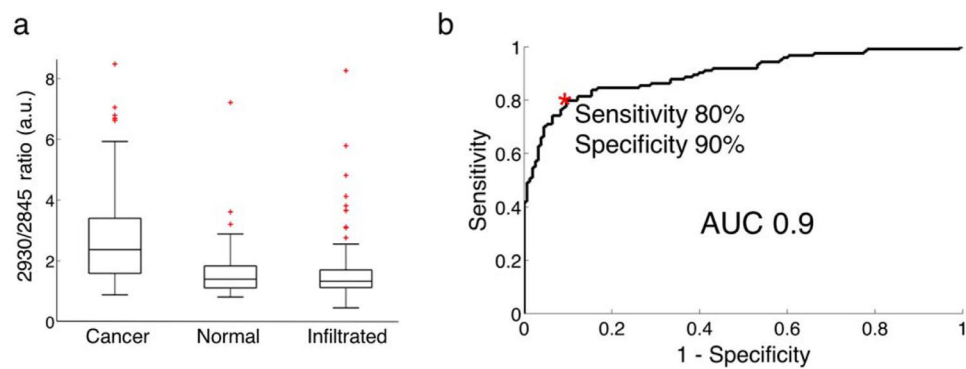 a
2930/2845 ratio (a.u.)
8
6
4
2
0
Cancer Normal Infiltrated
b
Sensitivity
1
0.8
0.6
0.4
0.2
0
Sensitivity 80%
Specificity 90%
AUC 0.9
0 0.2 0.4 0.6 0.8 1
1 - Specificity